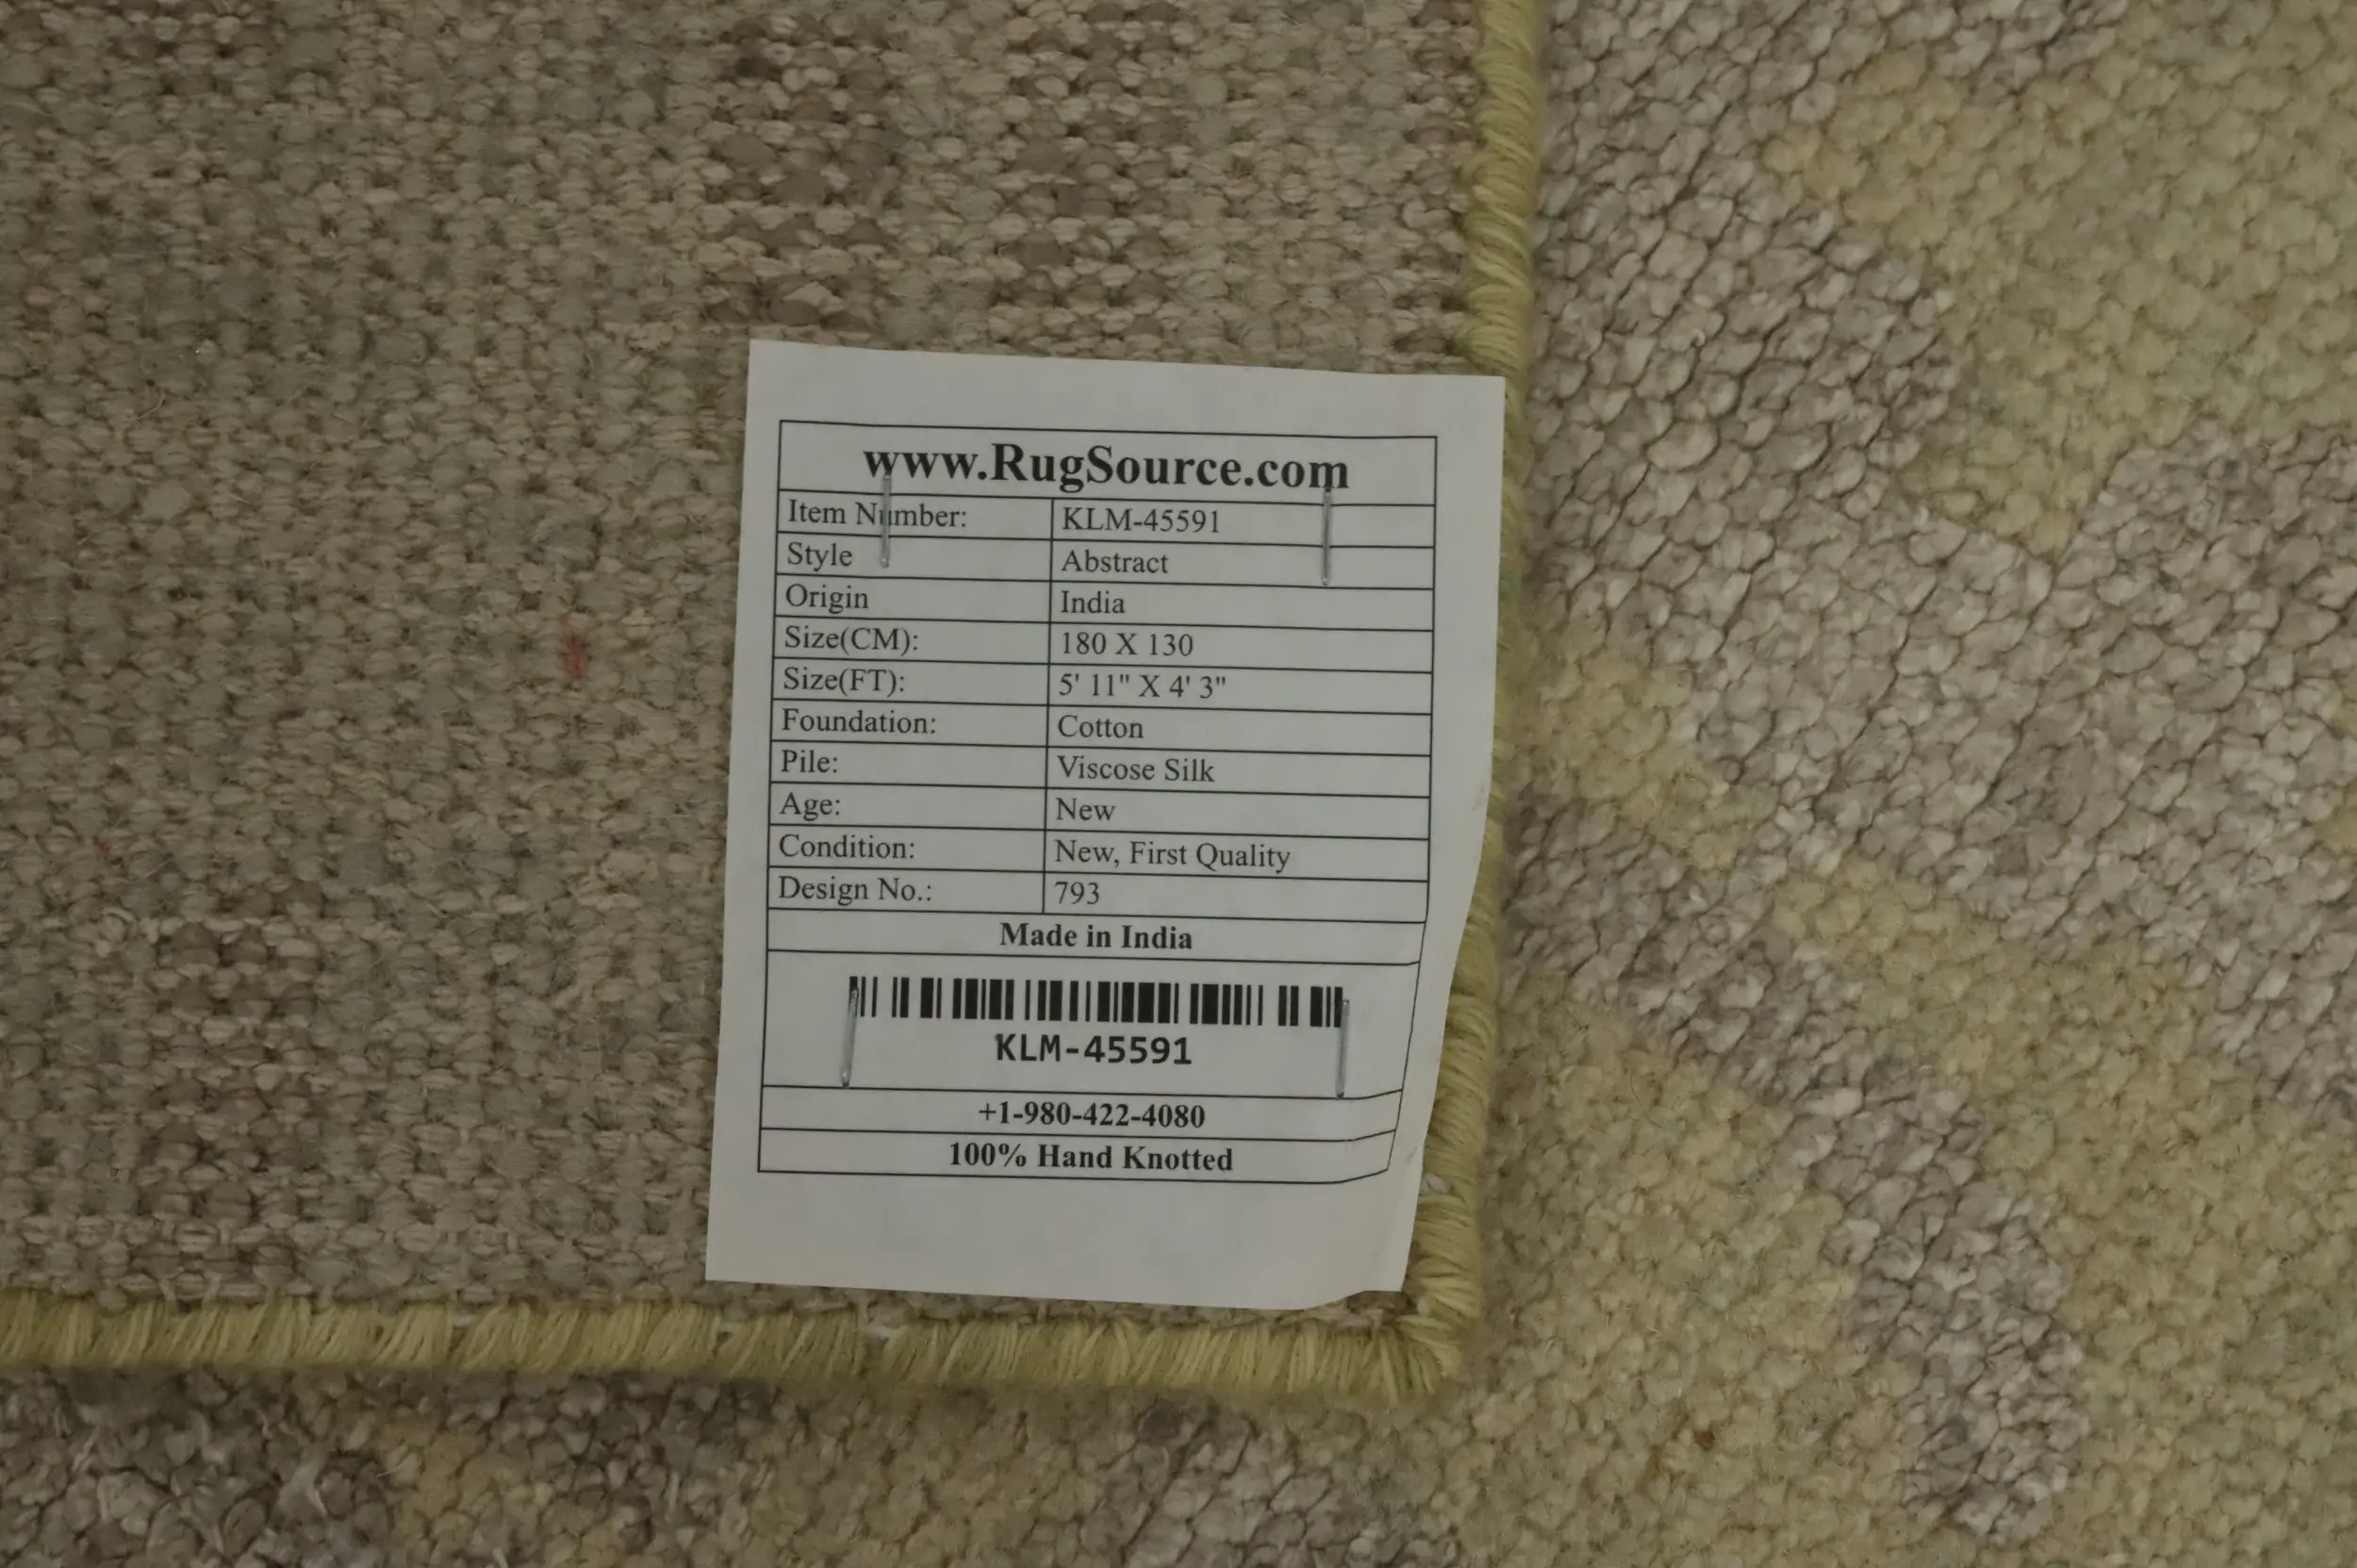 www.RugSource.com
Item Number: KLM-45591
Style Abstract
Origin India
Size(CM): 180 X 130
Size(FT): 5' 11" X 4' 3"
Foundation: Cotton
Pile: Viscose Silk
Age: New
Condition: New, First Quality
Design No.: 793
Made in India
KLM-45591
+1-980-422-4080
100% Hand Knotted